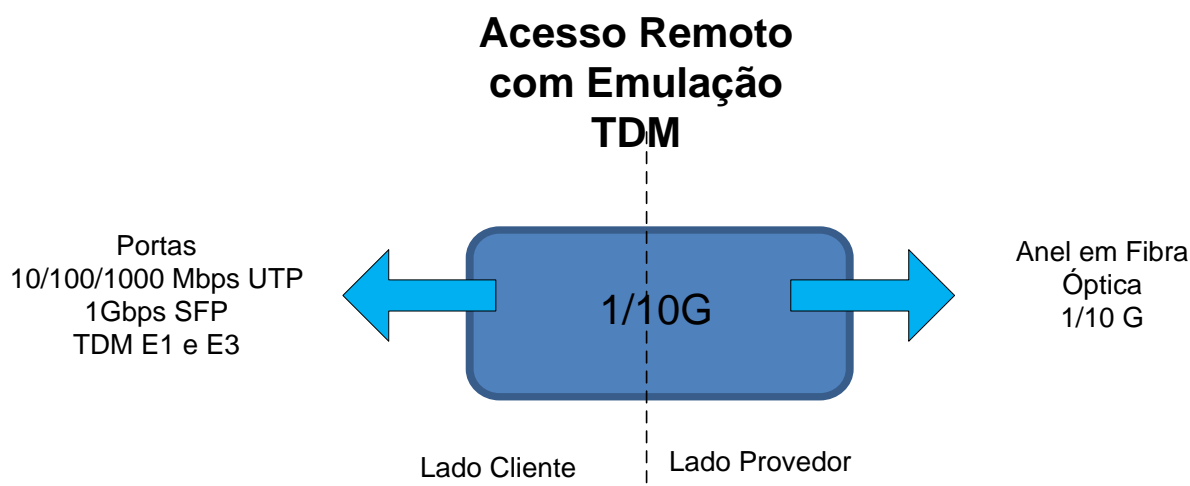 Acesso Remoto
com Emulação
TDM
Portas
10/100/1000 Mbps UTP
1Gbps SFP
TDM E1 e E3
1/10G
Anel em Fibra
Óptica
1/10 G
Lado Cliente
Lado Provedor